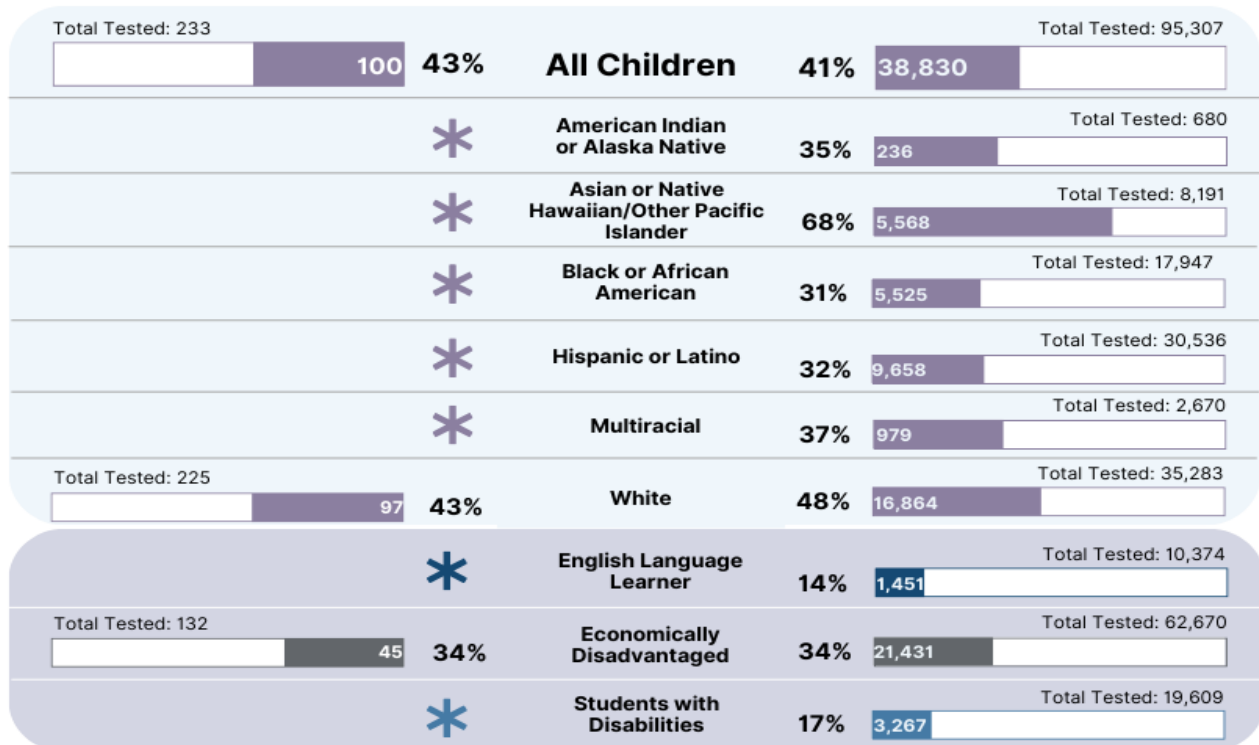 Total Tested: 233
Total Tested: 95,307
100 43% All Children 41% 38,830
Total Tested: 680
American Indian
or Alaska Native
35% 236
Total Tested: 8,191
Asian or Native
Hawaiian/Other Pacific
Islander
68% 5,568
Total Tested: 17,947
Black or African
American
31% 5,525
Total Tested: 30,536
Hispanic or Latino
32% 9,658
Total Tested: 2,670
Multiracial
37% 979
Total Tested: 225
Total Tested: 35,283
97 43% White 48% 16,864
Total Tested: 10,374
English Language
Learner
14% 1,451
Total Tested: 132
Total Tested: 62,670
Economically
Disadvantaged
45 34% 34% 21,431
Total Tested: 19,609
Students with
Disabilities
17% 3,267